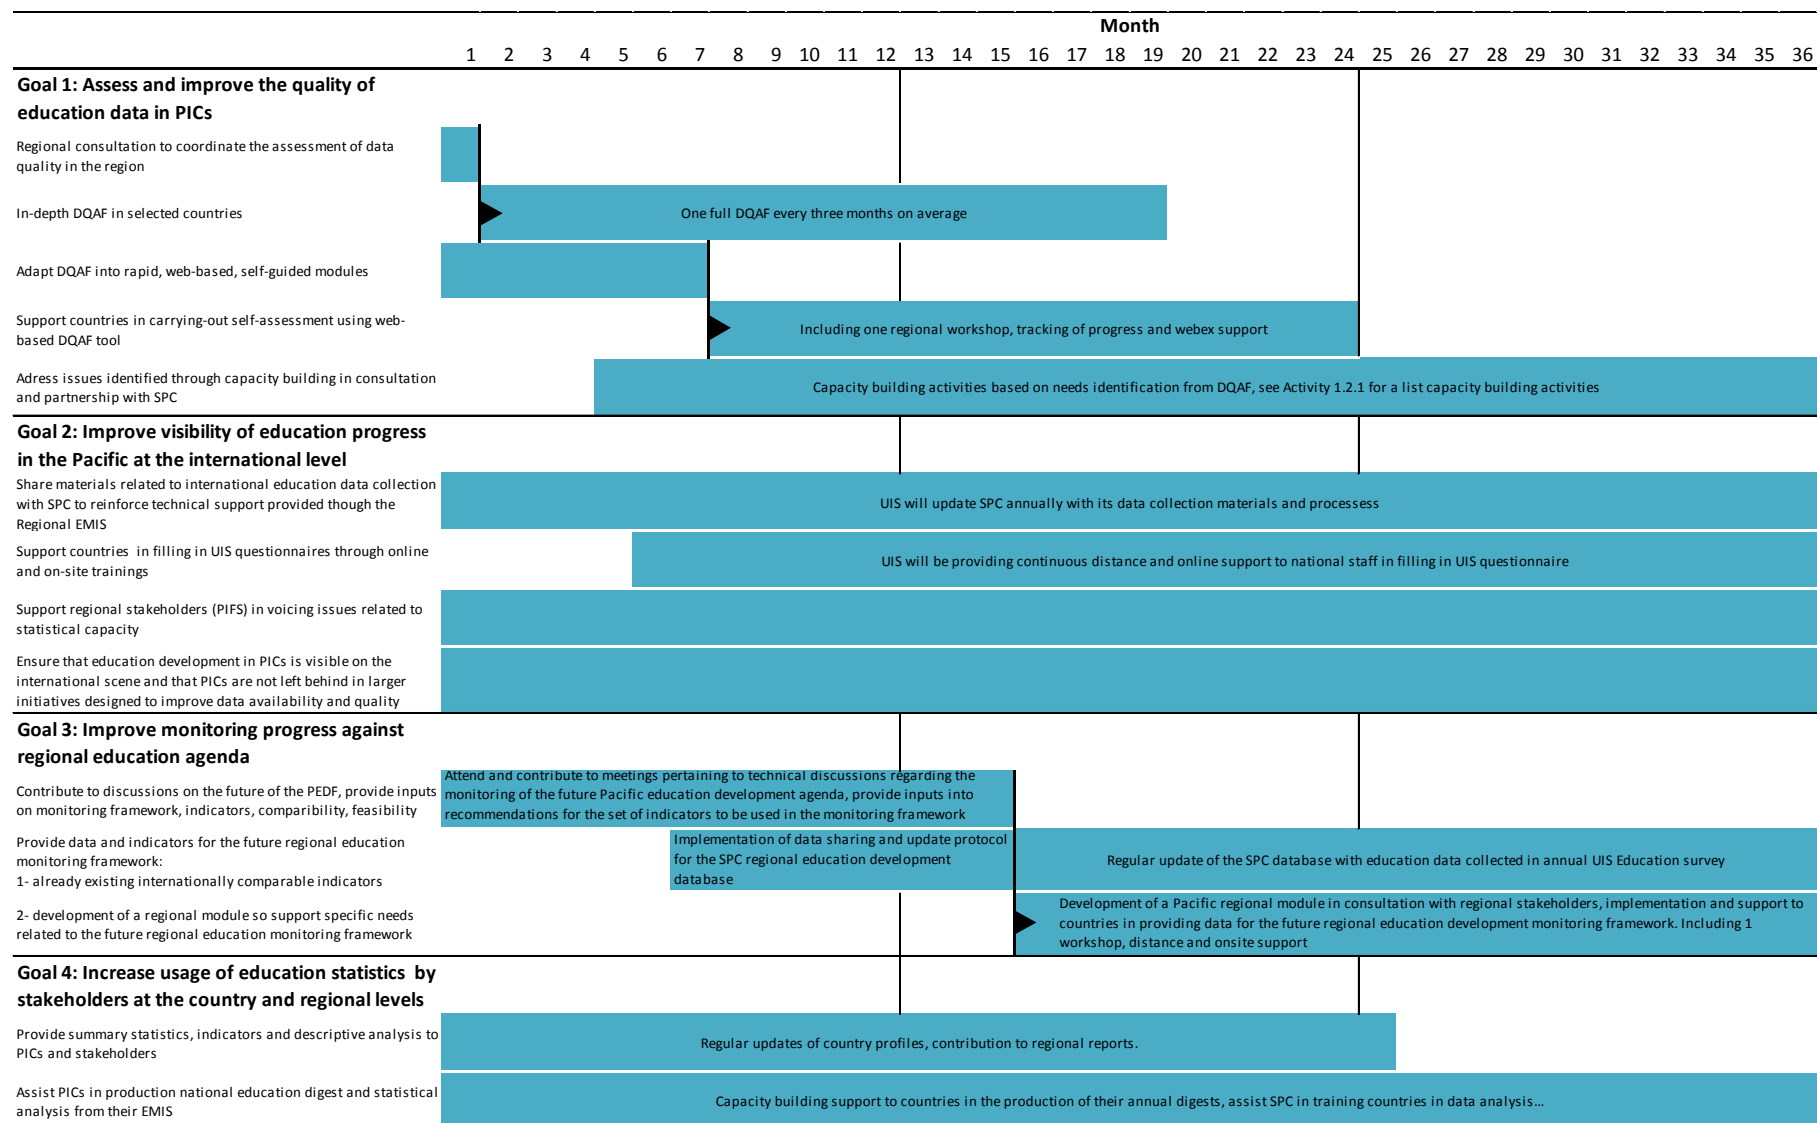 Month
1 2 3 4 5 6 7 8 9 10 11 12 13 14 15 16 17 18 19 20 21 22 23 24 25 26 27 28 29 30 31 32 33 34 35 36
Goal 1: Assess and improve the quality of
education data in PICs
Regional consultation to coordinate the assessment of data
quality in the region
In-depth DQAF in selected countries
One full DQAF every three months on average
Adapt DQAF into rapid, web-based, self-guided modules
Support countries in carrying-out self-assessment using web-
based DQAF tool
Including one regional workshop, tracking of progress and webex support
Adress issues identified through capacity building in consultation
and partnership with SPC
Capacity building activities based on needs identification from DQAF, see Activity 1.2.1 for a list capacity building activities
Goal 2: Improve visibility of education progress
in the Pacific at the international level
Share materials related to international education data collection
with SPC to reinforce technical support provided though the
Regional EMIS
UIS will update SPC annually with its data collection materials and processess
Support countries in filling in UIS questionnaires through online
and on-site trainings
UIS will be providing continuous distance and online support to national staff in filling in UIS questionnaire
Support regional stakeholders (PIFS) in voicing issues related to
statistical capacity
Ensure that education development in PICs is visible on the
international scene and that PICs are not left behind in larger
initiatives designed to improve data availability and quality
Goal 3: Improve monitoring progress against
regional education agenda
Contribute to discussions on the future of the PEDF, provide inputs
on monitoring framework, indicators, comparibility, feasibility
Attend and contribute to meetings pertaining to technical discussions regarding the
monitoring of the future Pacific education development agenda, provide inputs into
recommendations for the set of indicators to be used in the monitoring framework
Provide data and indicators for the future regional education
monitoring framework:
1- already existing internationally comparable indicators
Implementation of data sharing and update protocol
for the SPC regional education development
database
Regular update of the SPC database with education data collected in annual UIS Education survey
2- development of a regional module so support specific needs
related to the future regional education monitoring framework
Development of a Pacific regional module in consultation with regional stakeholders, implementation and support to
countries in providing data for the future regional education development monitoring framework. Including 1
workshop, distance and onsite support
Goal 4: Increase usage of education statistics by
stakeholders at the country and regional levels
Provide summary statistics, indicators and descriptive analysis to
PICs and stakeholders
Regular updates of country profiles, contribution to regional reports.
Assist PICs in production national education digest and statistical
analysis from their EMIS
Capacity building support to countries in the production of their annual digests, assist SPC in training countries in data analysis...